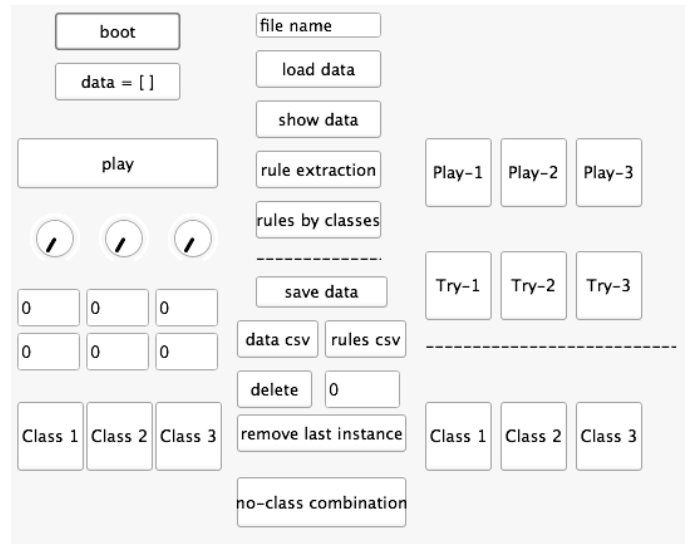 boot
data = [ ]
play
0
0
0
0
0
0
Class 1
Class 2
Class 3
file name
load data
show data
rule extraction
rules by classes
-------------
save data
data csv
rules csv
delete
0
remove last instance
no-class combination
Play-1
Play-2
Play-3
Try-1
Try-2
Try-3
--------------------------
Class 1
Class 2
Class 3